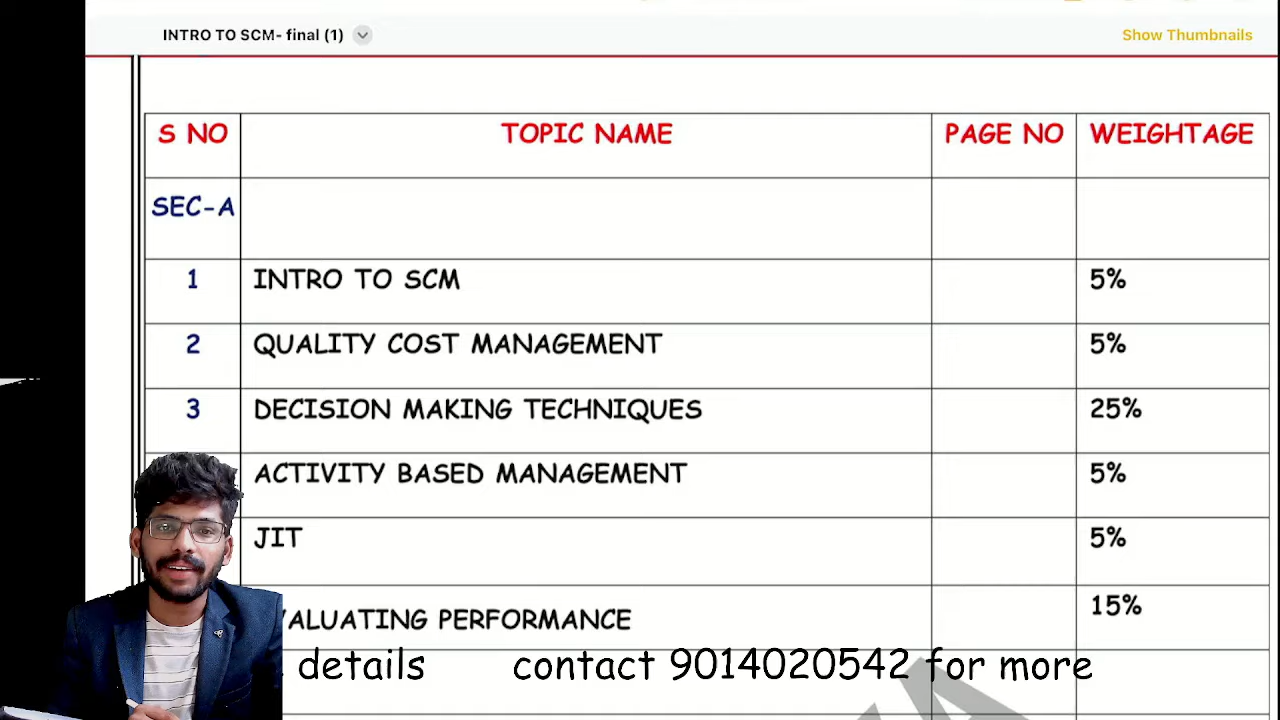 INTRO TO SCM- final (1)
Show Thumbnails
S NO TOPIC NAME PAGE NO WEIGHTAGE
SEC-A
1 INTRO TO SCM 5%
2 QUALITY COST MANAGEMENT 5%
3 DECISION MAKING TECHNIQUES 25%
ACTIVITY BASED MANAGEMENT 5%
JIT 5%
VALUATING PERFORMANCE 15%
details contact 9014020542 for more